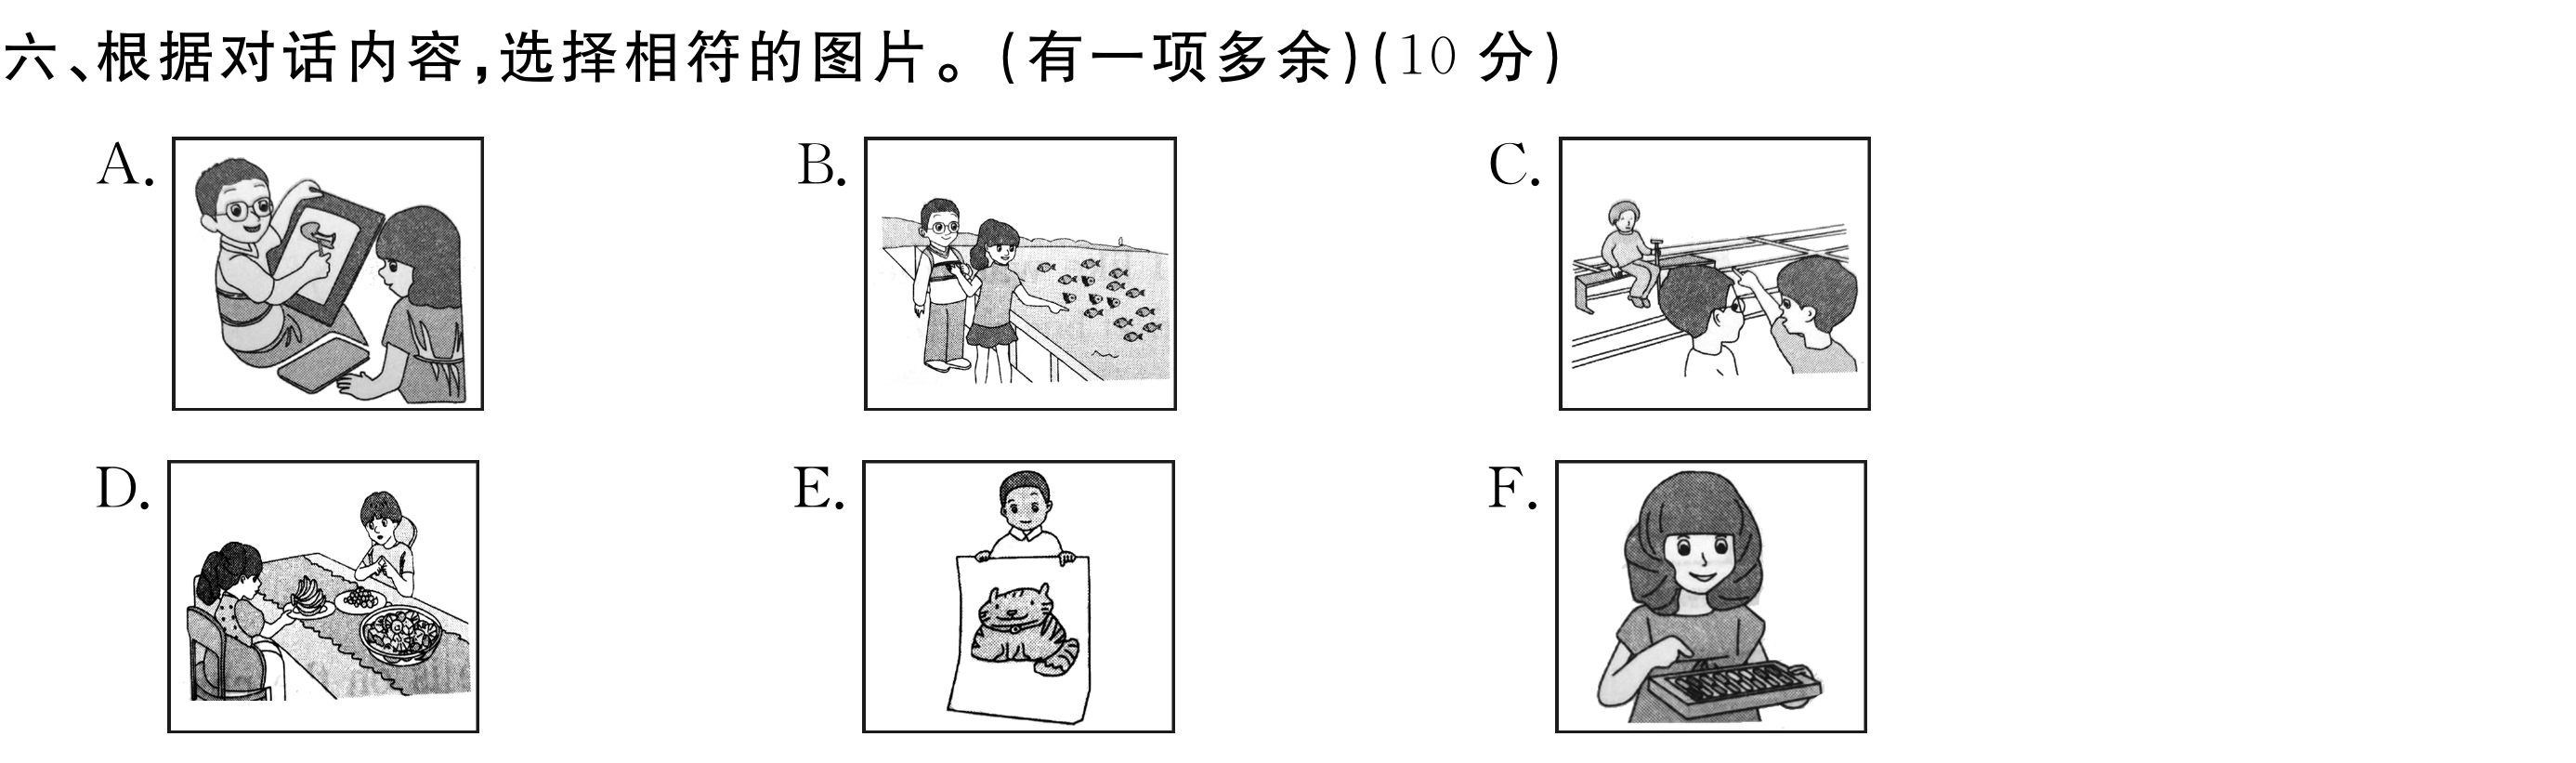 六、根据对话内容,选择相符的图片。(有一项多余)(10 分)
A. B. C.
D. E. F.